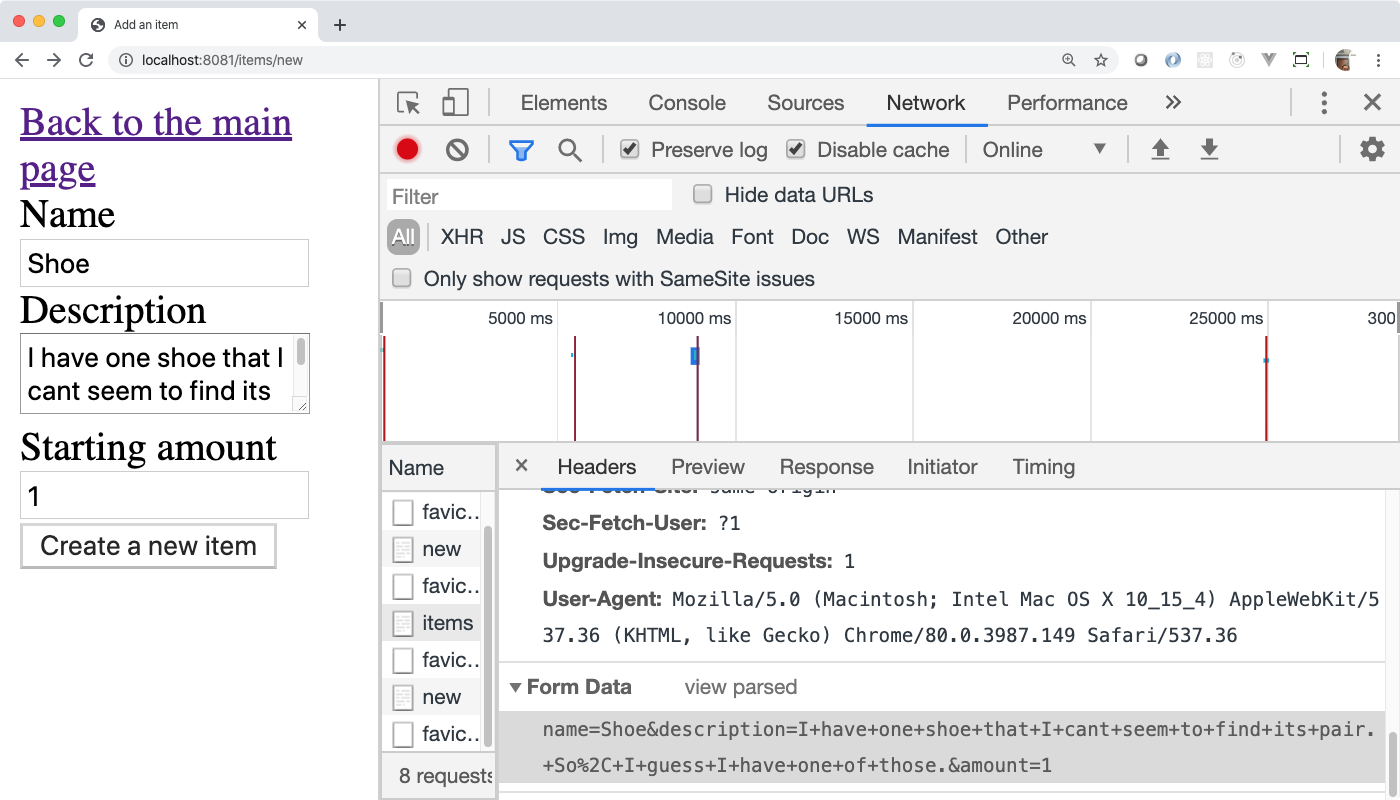 Add an item
localhost:8081/items/new
Back to the main
page
Name
Shoe
Description
I have one shoe that I
cant seem to find its
Starting amount
1
Create a new item
Elements Console Sources Network Performance »
Preserve log Disable cache Online
Filter Hide data URLs
All XHR JS CSS Img Media Font Doc WS Manifest Other
Only show requests with SameSite issues
5000 ms 10000 ms 15000 ms 20000 ms 25000 ms 300
Name
favic..
new
favic..
items
favic..
new
favic..
8 requests
Headers Preview Response Initiator Timing
Sec-Fetch-Site: same-origin
Sec-Fetch-User: ?1
Upgrade-Insecure-Requests: 1
User-Agent: Mozilla/5.0 (Macintosh; Intel Mac OS X 10_15_4) AppleWebKit/5
37.36 (KHTML, like Gecko) Chrome/80.0.3987.149 Safari/537.36
Form Data view parsed
name=Shoe&description=I+have+one+shoe+that+I+cant+seem+to+find+its+pair.
+So%2C+I+guess+I+have+one+of+those.&amount=1